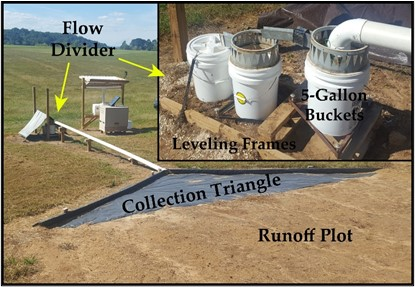 Flow
Divider
5-Gallon
Buckets
Leveling Frames
Collection Triangle
Runoff Plot